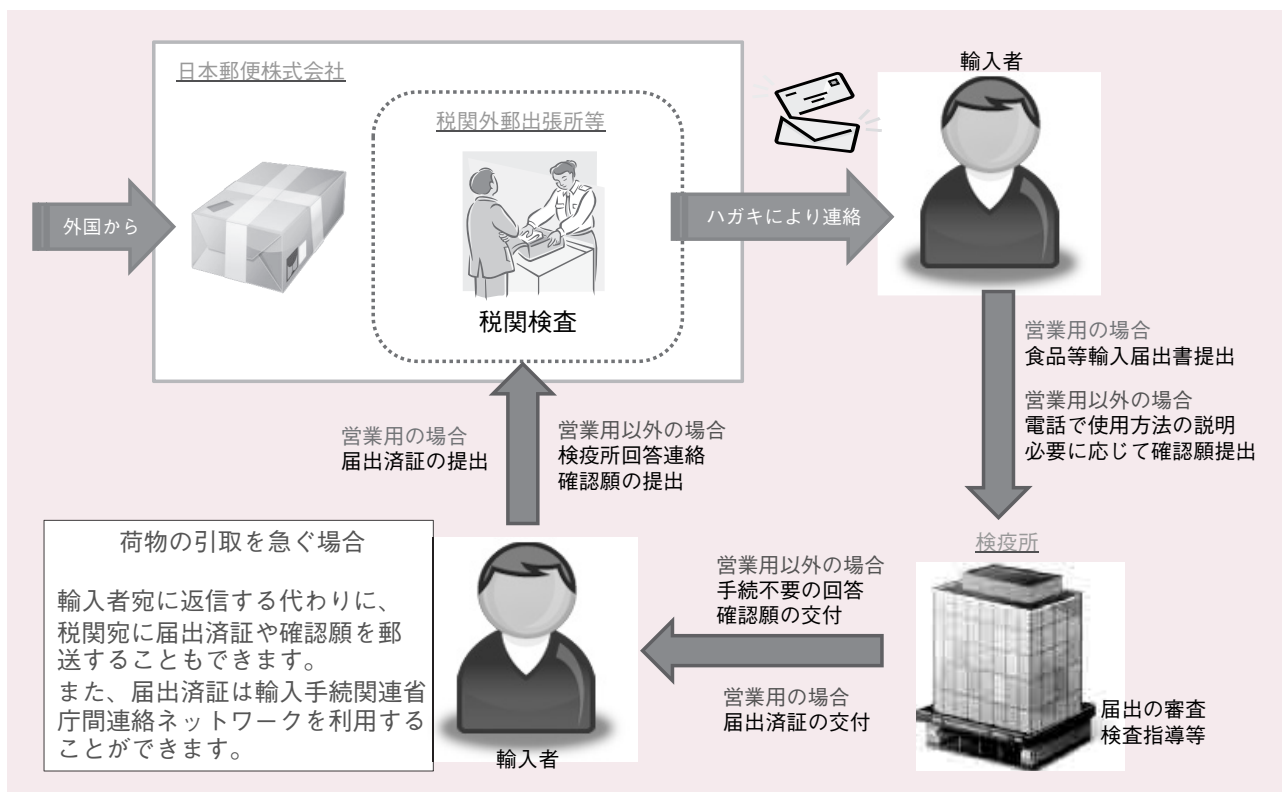 日本郵便株式会社
税関外郵出張所等
外国から
税関検査
ハガキにより連絡
輸入者
営業用の場合
食品等輸入届出書提出
営業用以外の場合
電話で使用方法の説明
必要に応じて確認願提出
検疫所
届出の審査
検査指導等
営業用以外の場合
手続不要の回答
確認願の交付
営業用の場合
届出済証の交付
輸入者
営業用の場合
届出済証の提出
営業用以外の場合
検疫所回答連絡
確認願の提出
荷物の引取を急ぐ場合
輸入者宛に返信する代わりに、
税関宛に届出済証や確認願を郵
送することもできます。
また、届出済証は輸入手続関連省
庁間連絡ネットワークを利用する
ことができます。